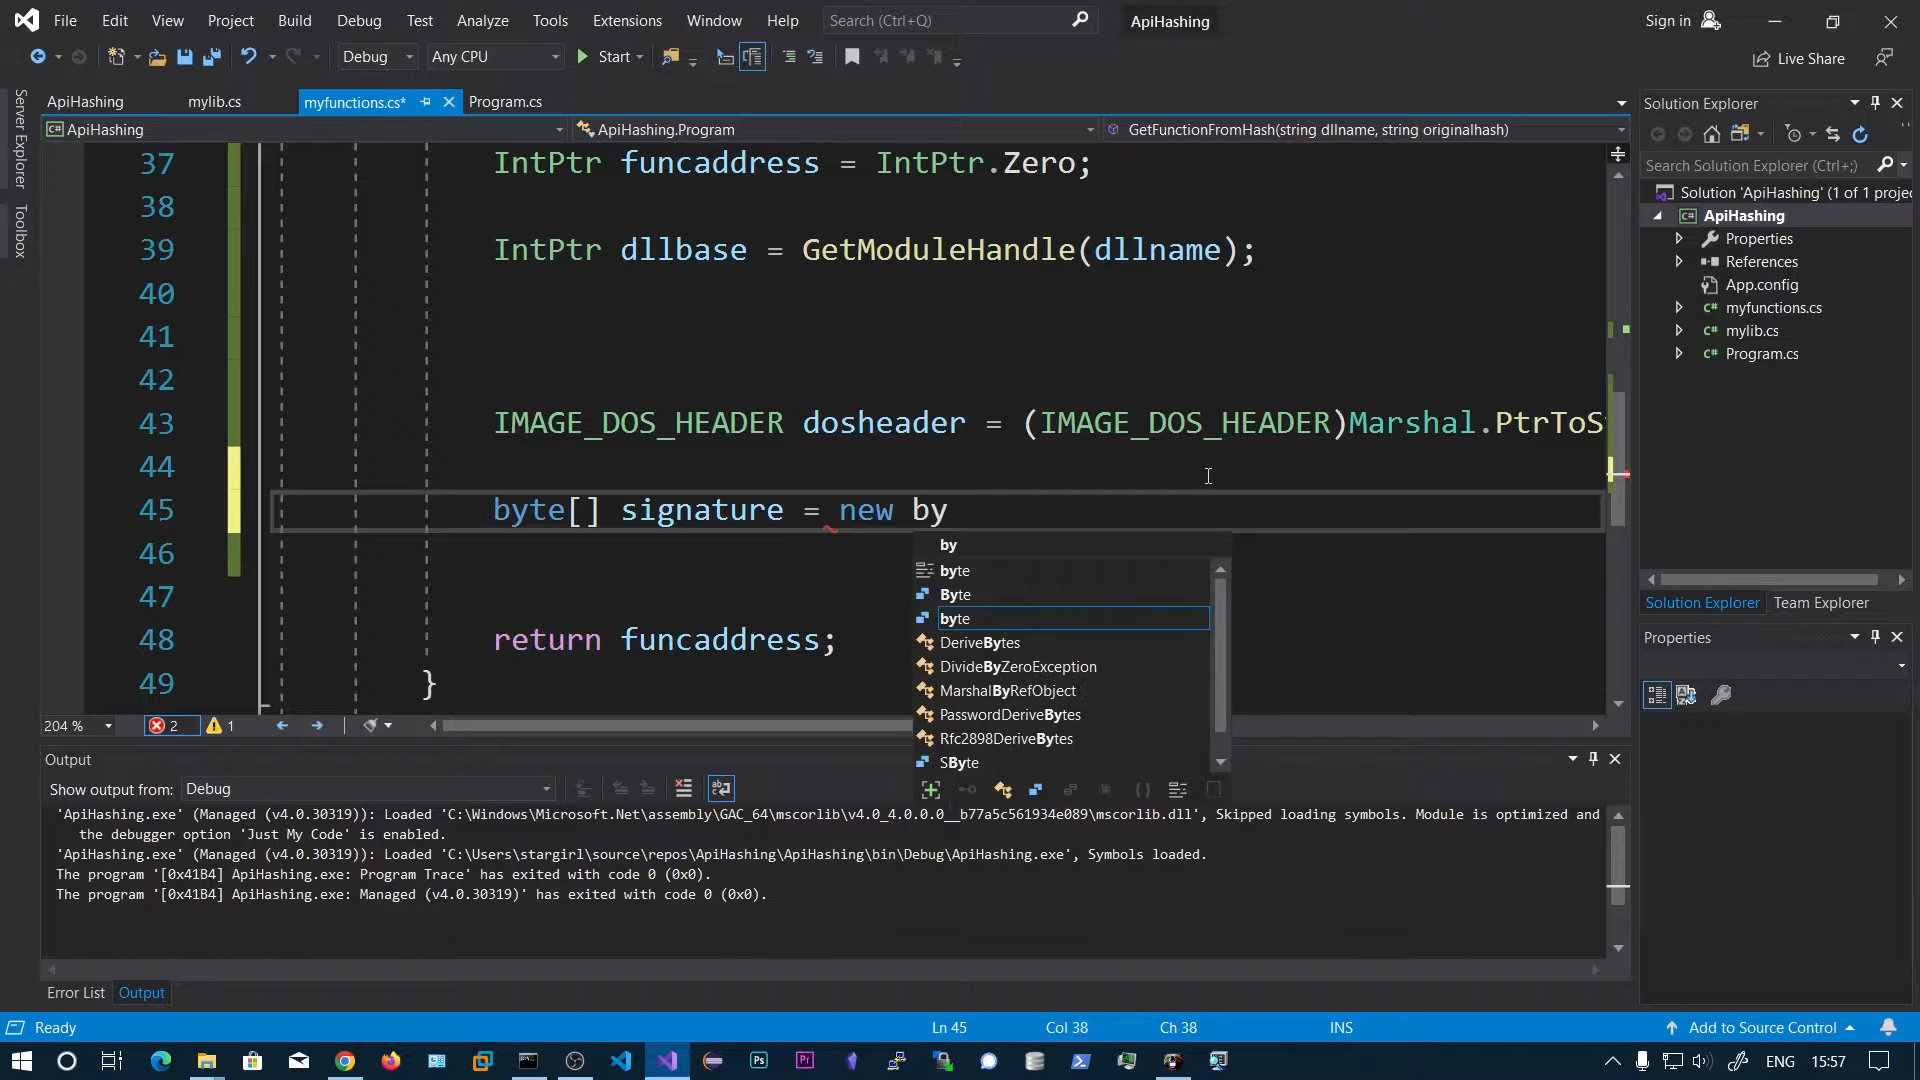 File Edit View Project Build Debug Test Analyze Tools Extensions Window Help Search (Ctrl+Q) ApiHashing Sign in
Debug Any CPU Start Live Share
ApiHashing mylib.cs myfunctions.cs* Program.cs
ApiHashing ApiHashing.Program GetFunctionFromHash(string dllname, string originalhash)
37 IntPtr funcaddress = IntPtr.Zero;
38
39 IntPtr dllbase = GetModuleHandle(dllname);
40
41
42
43 IMAGE_DOS_HEADER dosheader = (IMAGE_DOS_HEADER)Marshal.PtrToS
44
45 byte[] signature = new by
46
47
48 return funcaddress;
49 }
by
byte
Byte
byte
DeriveBytes
DivideByZeroException
MarshalByRefObject
PasswordDeriveBytes
Rfc2898DeriveBytes
SByte
204 % 2 1
Server Explorer
Toolbox
Solution Explorer
Search Solution Explorer (Ctrl+;)
Solution 'ApiHashing' (1 of 1 projec
ApiHashing
Properties
References
App.config
myfunctions.cs
mylib.cs
Program.cs
Solution Explorer Team Explorer
Properties
Output
Show output from: Debug
'ApiHashing.exe' (Managed (v4.0.30319)): Loaded 'C:\Windows\Microsoft.Net\assembly\GAC_64\mscorlib\v4.0_4.0.0.0__b77a5c561934e089\mscorlib.dll', Skipped loading symbols. Module is optimized and
the debugger option 'Just My Code' is enabled.
'ApiHashing.exe' (Managed (v4.0.30319)): Loaded 'C:\Users\stargirl\source\repos\ApiHashing\ApiHashing\bin\Debug\ApiHashing.exe', Symbols loaded.
The program '[0x41B4] ApiHashing.exe: Program Trace' has exited with code 0 (0x0).
The program '[0x41B4] ApiHashing.exe: Managed (v4.0.30319)' has exited with code 0 (0x0).
Error List Output
Ready Ln 45 Col 38 Ch 38 INS Add to Source Control
Ps Pr ENG 15:57